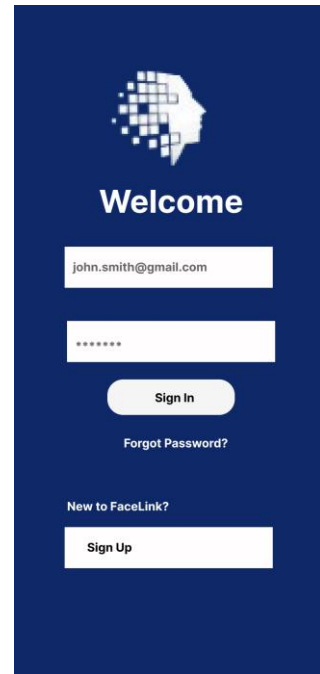 Welcome
john.smith@gmail.com
*******
Sign In
Forgot Password?
New to FaceLink?
Sign Up